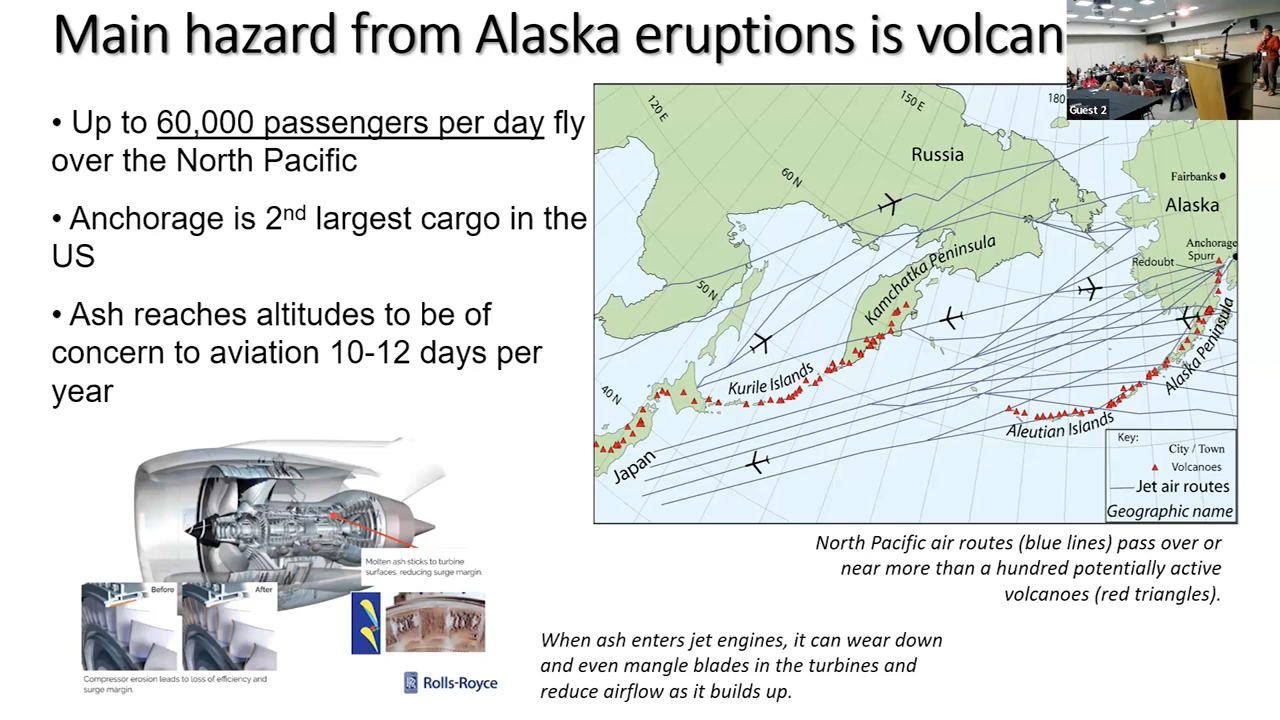 Main hazard from Alaska eruptions is volcan
Guest 2
• Up to 60,000 passengers per day fly
over the North Pacific
• Anchorage is 2nd largest cargo in the
US
• Ash reaches altitudes to be of
concern to aviation 10-12 days per
year
120 E
150 E
180
60 N
50 N
40 N
Russia
Fairbanks
Alaska
Anchorage
Spurr
Redoubt
Kamchatka Peninsula
Alaska Peninsula
Kurile Islands
Aleutian Islands
Japan
Key:
City / Town
Volcanoes
Jet air routes
Geographic name
North Pacific air routes (blue lines) pass over or
near more than a hundred potentially active
volcanoes (red triangles).
Molten ash sticks to turbine
surfaces, reducing surge margin.
Before
After
Compressor erosion leads to loss of efficiency and
surge margin.
Rolls-Royce
When ash enters jet engines, it can wear down
and even mangle blades in the turbines and
reduce airflow as it builds up.